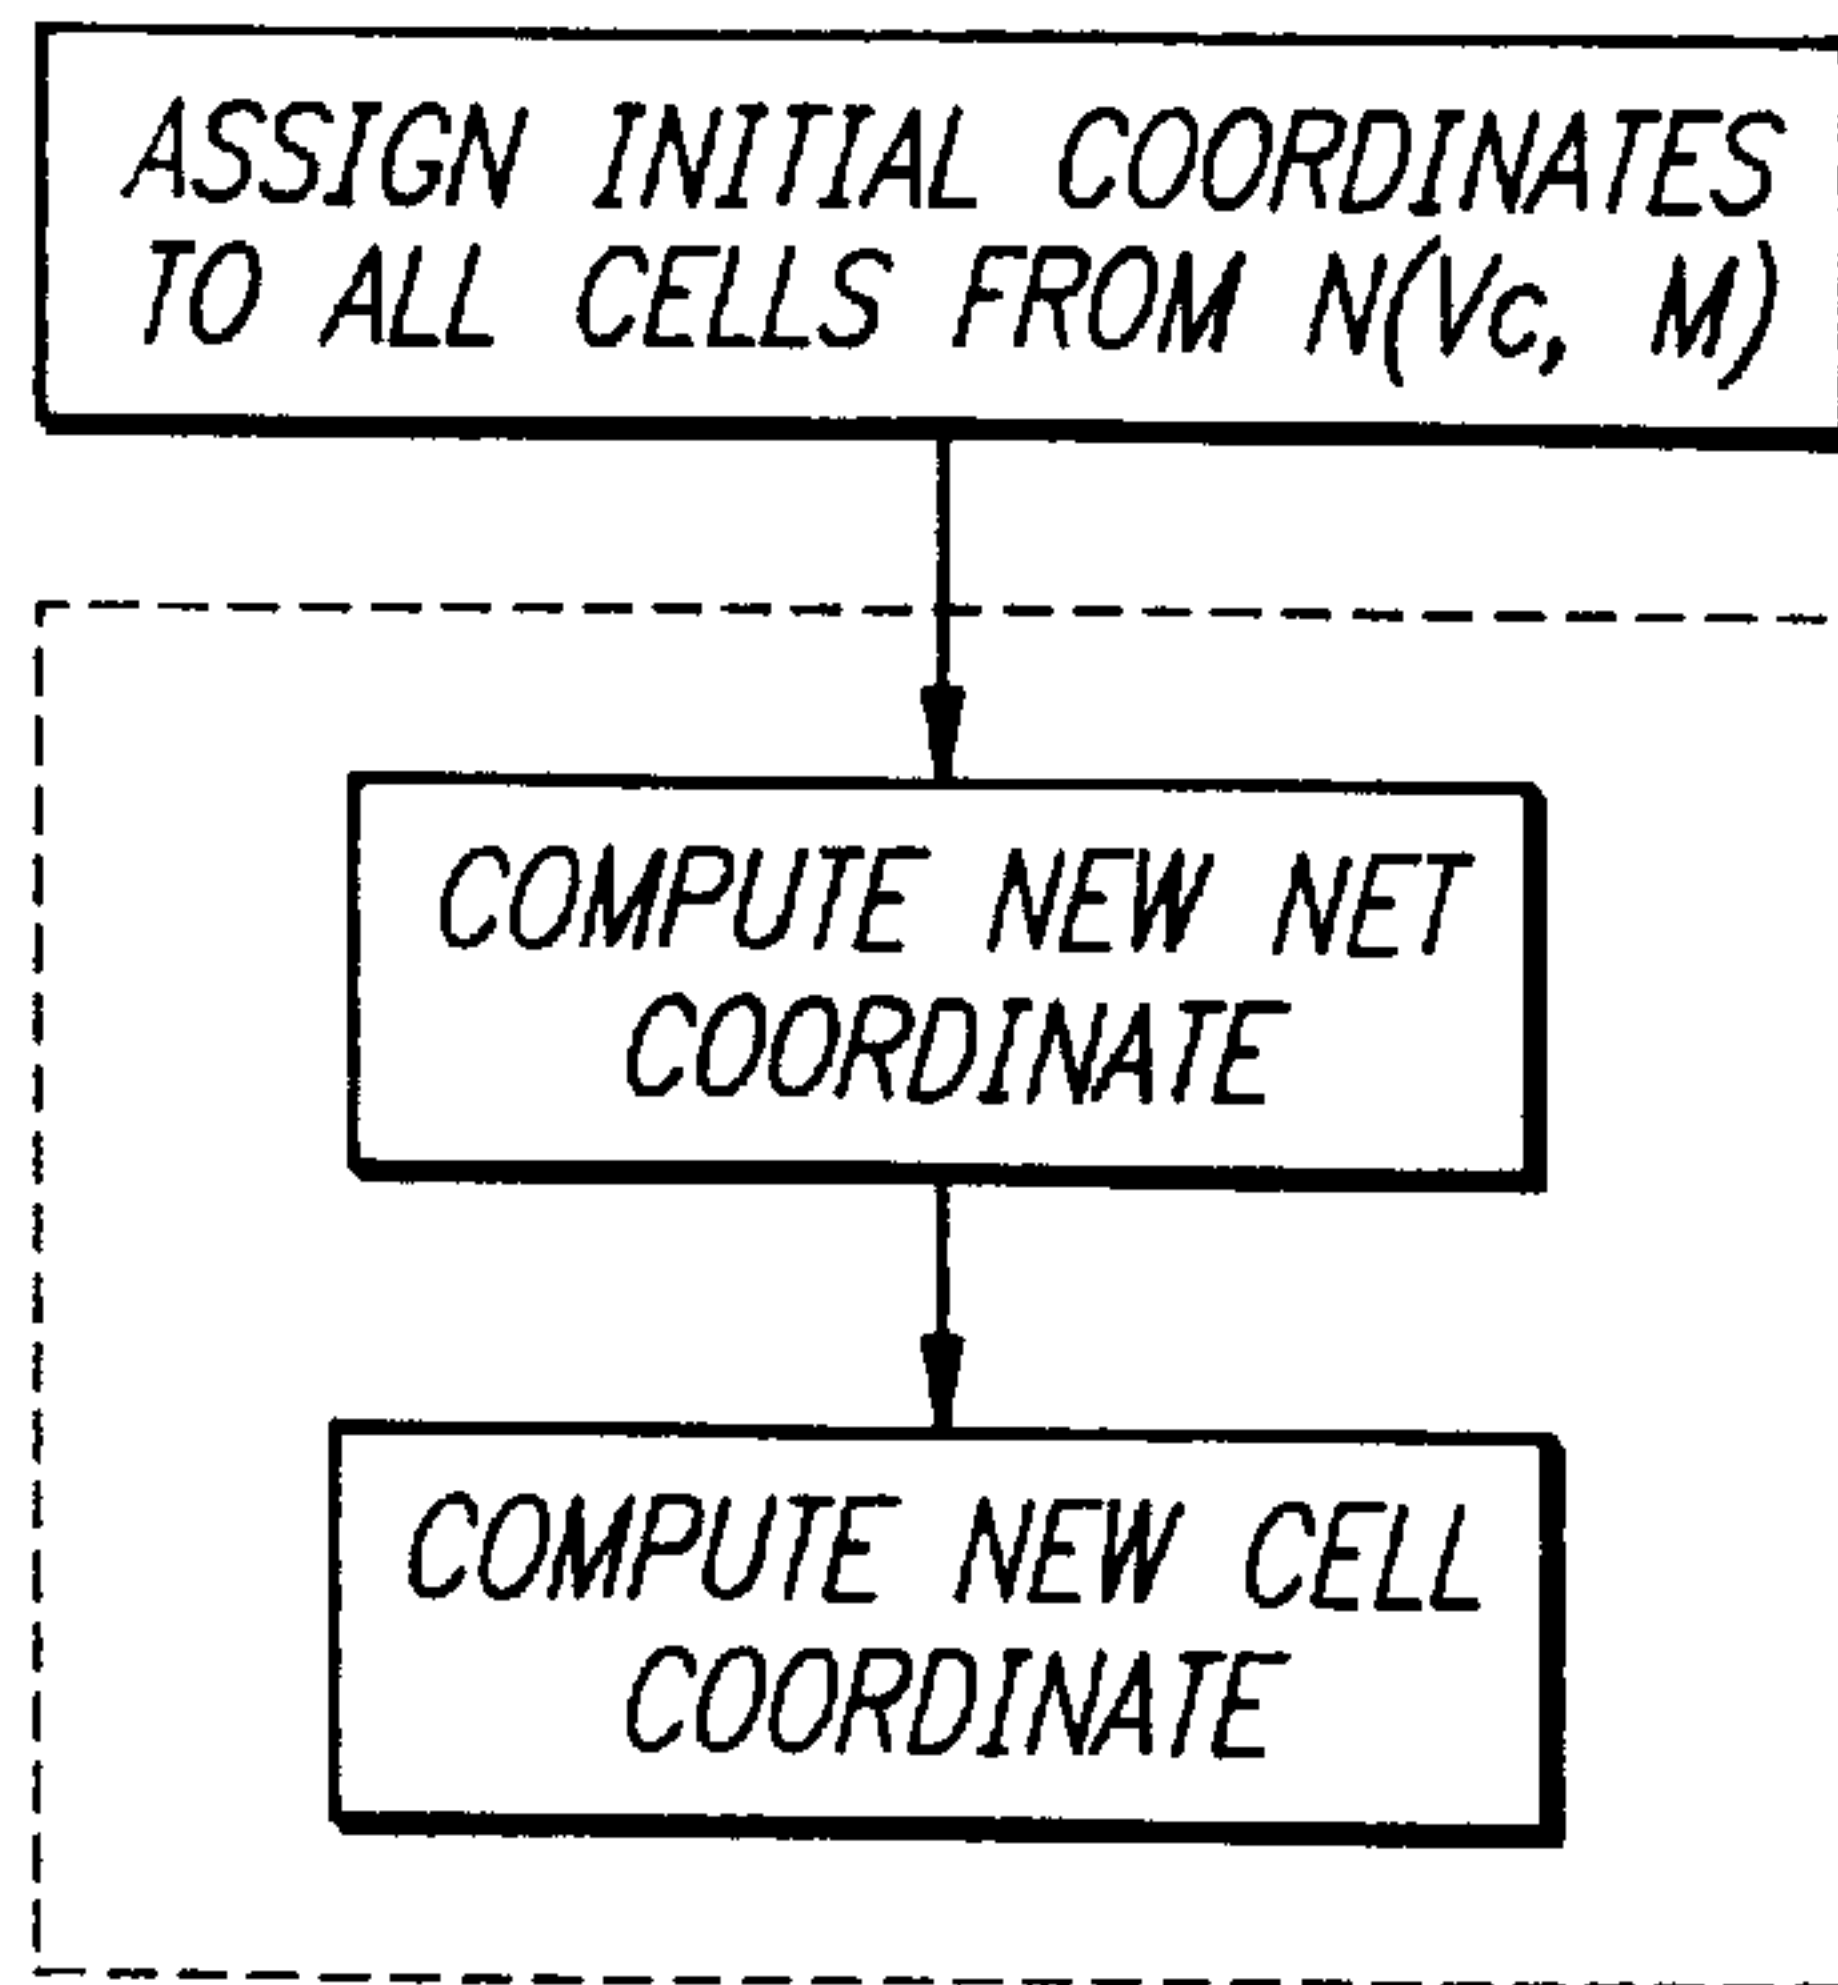 ASSIGN INITIAL COORDINATES
TO ALL CELLS FROM N(Vc, M)
COMPUTE NEW NET
COORDINATE
COMPUTE NEW CELL
COORDINATE